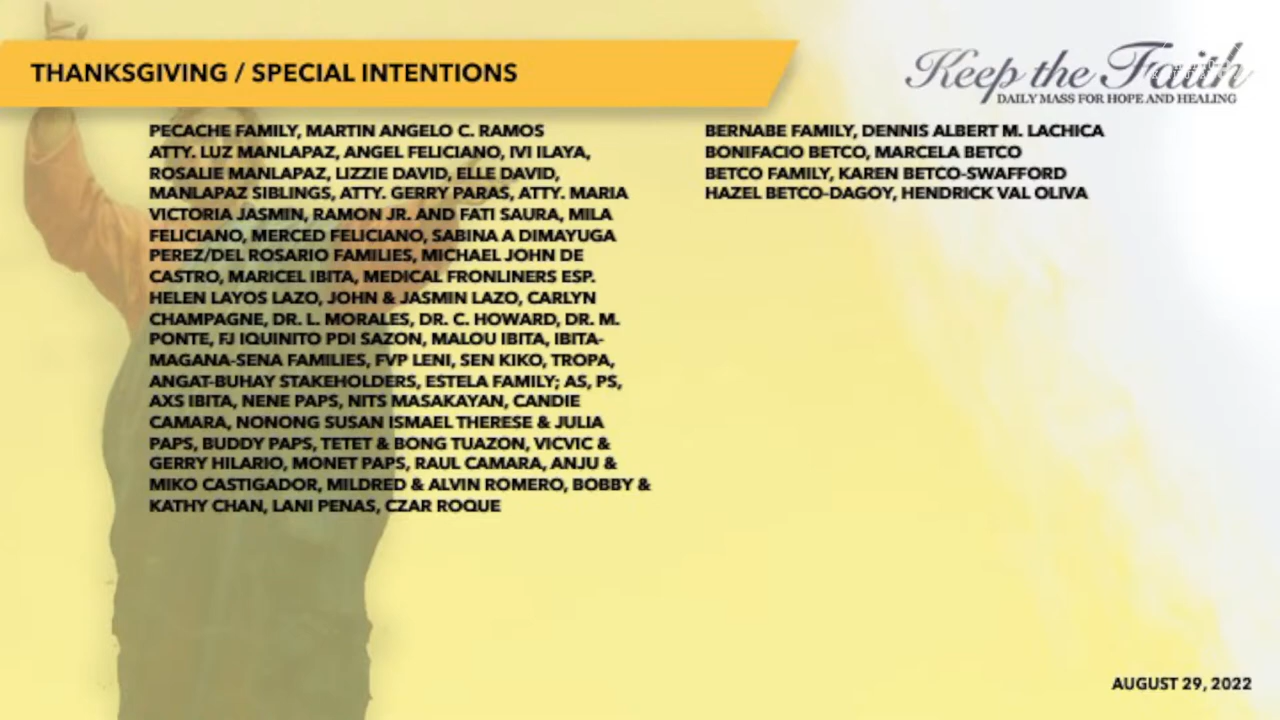 THANKSGIVING / SPECIAL INTENTIONS
Keep the Faith
DAILY MASS FOR HOPE AND HEALING
PECACHE FAMILY, MARTIN ANGELO C. RAMOS
ATTY. LUZ MANLAPAZ, ANGEL FELICIANO, IVI ILAYA,
ROSALIE MANLAPAZ, LIZZIE DAVID, ELLE DAVID,
MANLAPAZ SIBLINGS, ATTY. GERRY PARAS, ATTY. MARIA
VICTORIA JASMIN, RAMON JR. AND FATI SAURA, MILA
FELICIANO, MERCED FELICIANO, SABINA A DIMAYUGA
PEREZ/DEL ROSARIO FAMILIES, MICHAEL JOHN DE
CASTRO, MARICEL IBITA, MEDICAL FRONLINERS ESP.
HELEN LAYOS LAZO, JOHN & JASMIN LAZO, CARLYN
CHAMPAGNE, DR. L. MORALES, DR. C. HOWARD, DR. M.
PONTE, FJ IQUINITO PDI SAZON, MALOU IBITA, IBITA-
MAGANA-SENA FAMILIES, FVP LENI, SEN KIKO, TROPA,
ANGAT-BUHAY STAKEHOLDERS, ESTELA FAMILY; AS, PS,
AXS IBITA, NENE PAPS, NITS MASAKAYAN, CANDIE
CAMARA, NONONG SUSAN ISMAEL THERESE & JULIA
PAPS, BUDDY PAPS, TETET & BONG TUAZON, VICVIC &
GERRY HILARIO, MONET PAPS, RAUL CAMARA, ANJU &
MIKO CASTIGADOR, MILDRED & ALVIN ROMERO, BOBBY &
KATHY CHAN, LANI PENAS, CZAR ROQUE
BERNABE FAMILY, DENNIS ALBERT M. LACHICA
BONIFACIO BETCO, MARCELA BETCO
BETCO FAMILY, KAREN BETCO-SWAFFORD
HAZEL BETCO-DAGOY, HENDRICK VAL OLIVA
AUGUST 29, 2022